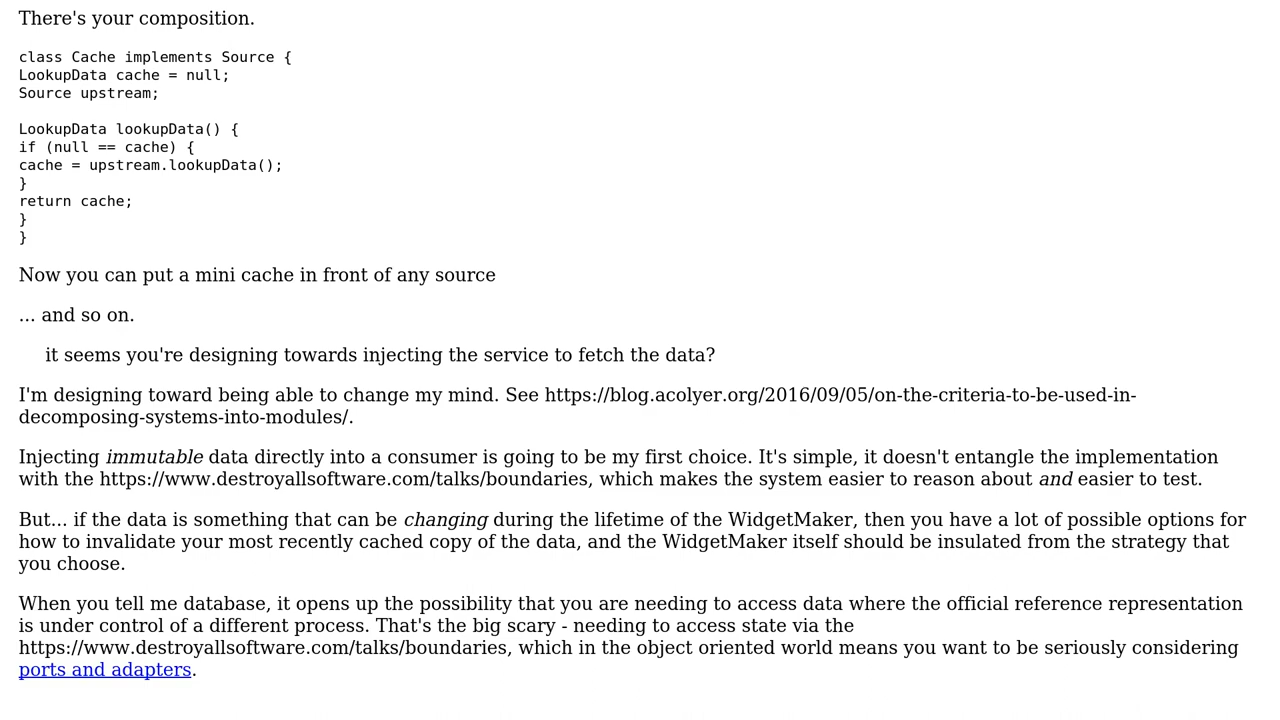 There's your composition.
class Cache implements Source {
LookupData cache = null;
Source upstream;
LookupData lookupData() {
if (null == cache) {
cache = upstream.lookupData();
}
return cache;
}
}
Now you can put a mini cache in front of any source
... and so on.
it seems you're designing towards injecting the service to fetch the data?
I'm designing toward being able to change my mind. See https://blog.acolyer.org/2016/09/05/on-the-criteria-to-be-used-in-
decomposing-systems-into-modules/.
Injecting immutable data directly into a consumer is going to be my first choice. It's simple, it doesn't entangle the implementation
with the https://www.destroyallsoftware.com/talks/boundaries, which makes the system easier to reason about and easier to test.
But... if the data is something that can be changing during the lifetime of the WidgetMaker, then you have a lot of possible options for
how to invalidate your most recently cached copy of the data, and the WidgetMaker itself should be insulated from the strategy that
you choose.
When you tell me database, it opens up the possibility that you are needing to access data where the official reference representation
is under control of a different process. That's the big scary - needing to access state via the
https://www.destroyallsoftware.com/talks/boundaries, which in the object oriented world means you want to be seriously considering
ports and adapters.